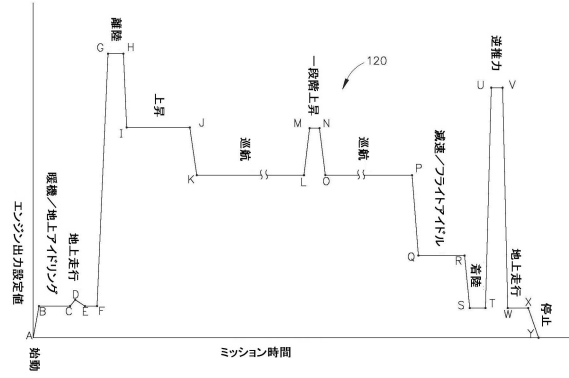 エンジン出力設定値
始動
暖機／地上アイドリング
地上走行
離陸
上昇
巡航
一段階上昇
巡航
減速／フライトアイドル
着陸
逆推力
地上走行
停止
ミッション時間
120
A
B
C
D
E
F
G
H
I
J
K
L
M
N
O
P
Q
R
S
T
U
V
W
X
Y